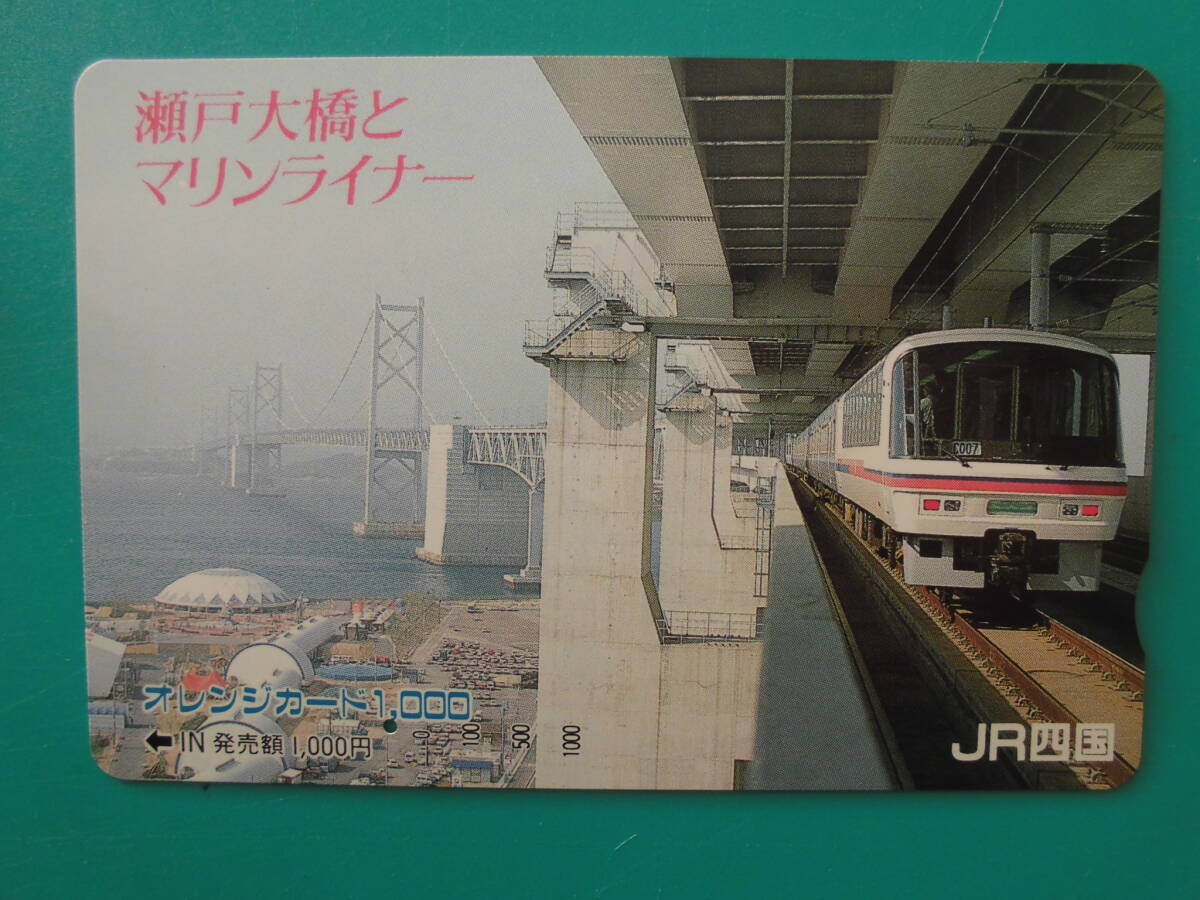 瀬戸大橋と
マリンライナー
C007
オレンジカード1,000
⬅ IN 発売額 1,000円
0 100 500 1000
JR四国